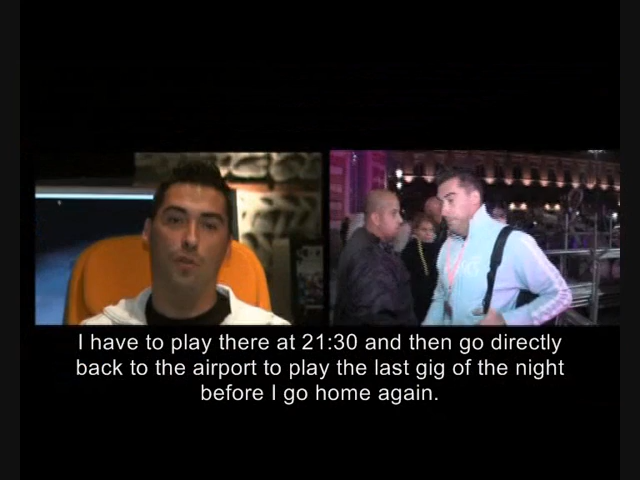 I have to play there at 21:30 and then go directly
back to the airport to play the last gig of the night
before I go home again.